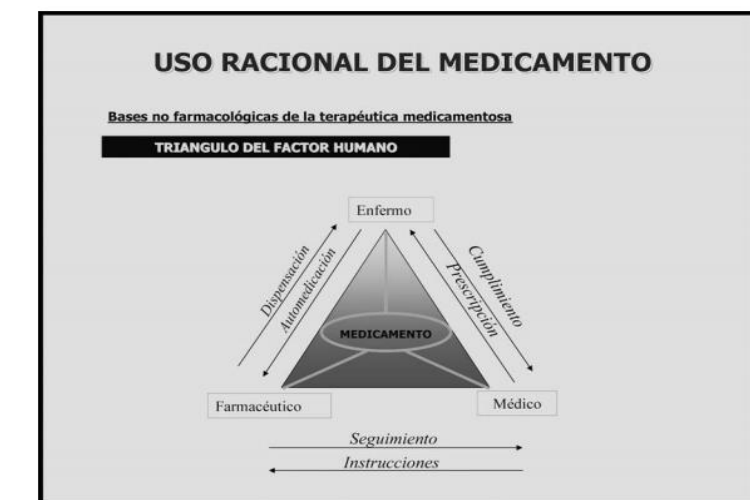 USO RACIONAL DEL MEDICAMENTO
Bases no farmacológicas de la terapéutica medicamentosa
TRIANGULO DEL FACTOR HUMANO
Enfermo
Dispensación
Automedicación
Cumplimiento
Prescripción
MEDICAMENTO
Farmacéutico
Médico
Seguimiento
Instrucciones